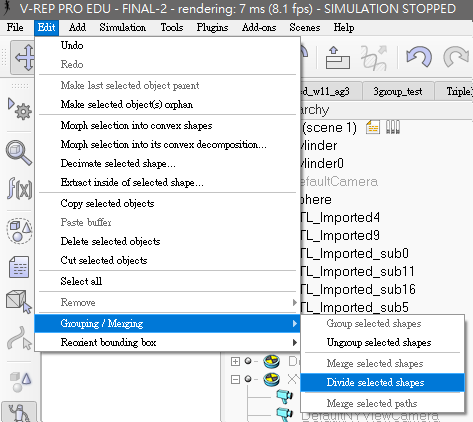 V-REP PRO EDU - FINAL-2 - rendering: 7 ms (8.1 fps) - SIMULATION STOPPED
File Edit Add Simulation Tools Plugins Add-ons Scenes Help
Undo
Redo
Make last selected object parent
Make selected object(s) orphan
Morph selection into convex shapes
Morph selection into its convex decomposition...
Decimate selected shape...
Extract inside of selected shape...
Copy selected objects
Paste buffer
Delete selected objects
Cut selected objects
Select all
Remove
Grouping / Merging
Reorient bounding box
ed_w11_ag3 3group_test Triple
archy
(scene 1)
ylinder
ylinder0
DefaultCamera
phere
TL_Imported4
TL_Imported9
TL_Imported_sub0
TL_Imported_sub11
TL_Imported_sub16
TL_Imported_sub5
Group selected shapes
Ungroup selected shapes
Merge selected shapes
Divide selected shapes
Merge selected paths
X
DefaultNYViewCamera
f(x)